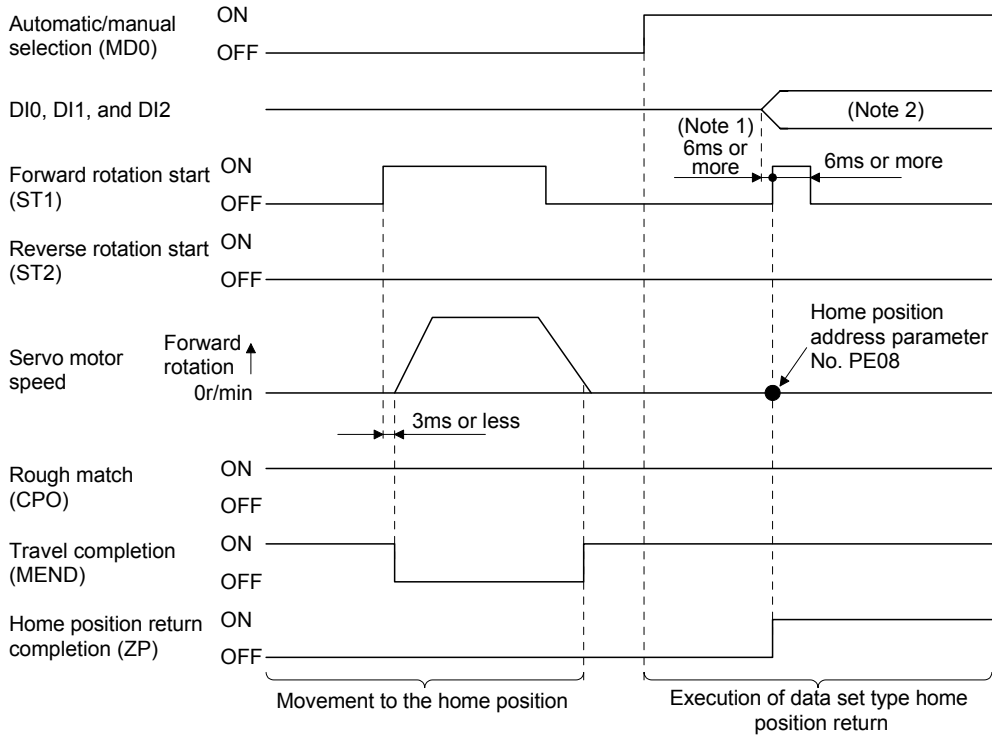 Automatic/manual
selection (MD0)
ON
OFF
DI0, DI1, and DI2
(Note 1)
6ms or
more
(Note 2)
6ms or more
Forward rotation start
(ST1)
ON
OFF
Reverse rotation start
(ST2)
ON
OFF
Servo motor
speed
Forward
rotation
0r/min
3ms or less
Home position
address parameter
No. PE08
Rough match
(CPO)
ON
OFF
Travel completion
(MEND)
ON
OFF
Home position return
completion (ZP)
ON
OFF
Movement to the home position
Execution of data set type home
position return